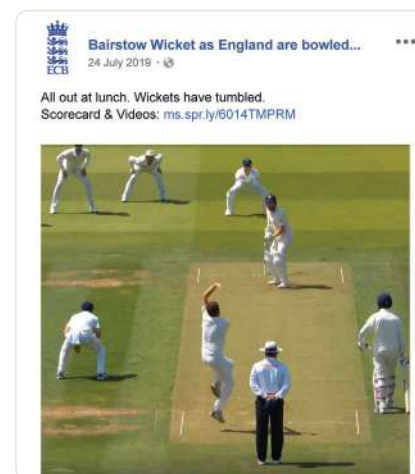 ECB
Bairstow Wicket as England are bowled...
24 July 2019 ·
All out at lunch. Wickets have tumbled.
Scorecard & Videos: ms.spr.ly/6014TMPRM